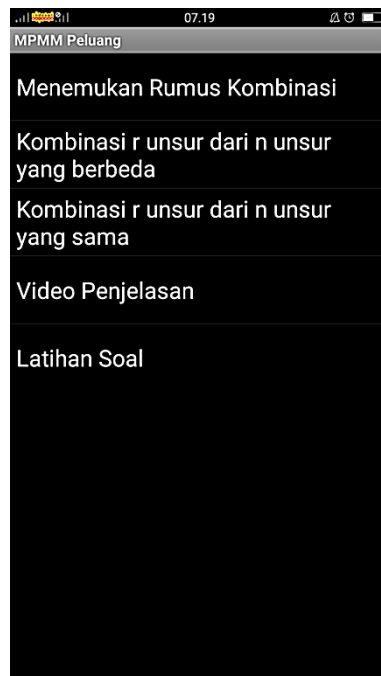 07.19
MPMM Peluang
Menemukan Rumus Kombinasi
Kombinasi r unsur dari n unsur
yang berbeda
Kombinasi r unsur dari n unsur
yang sama
Video Penjelasan
Latihan Soal